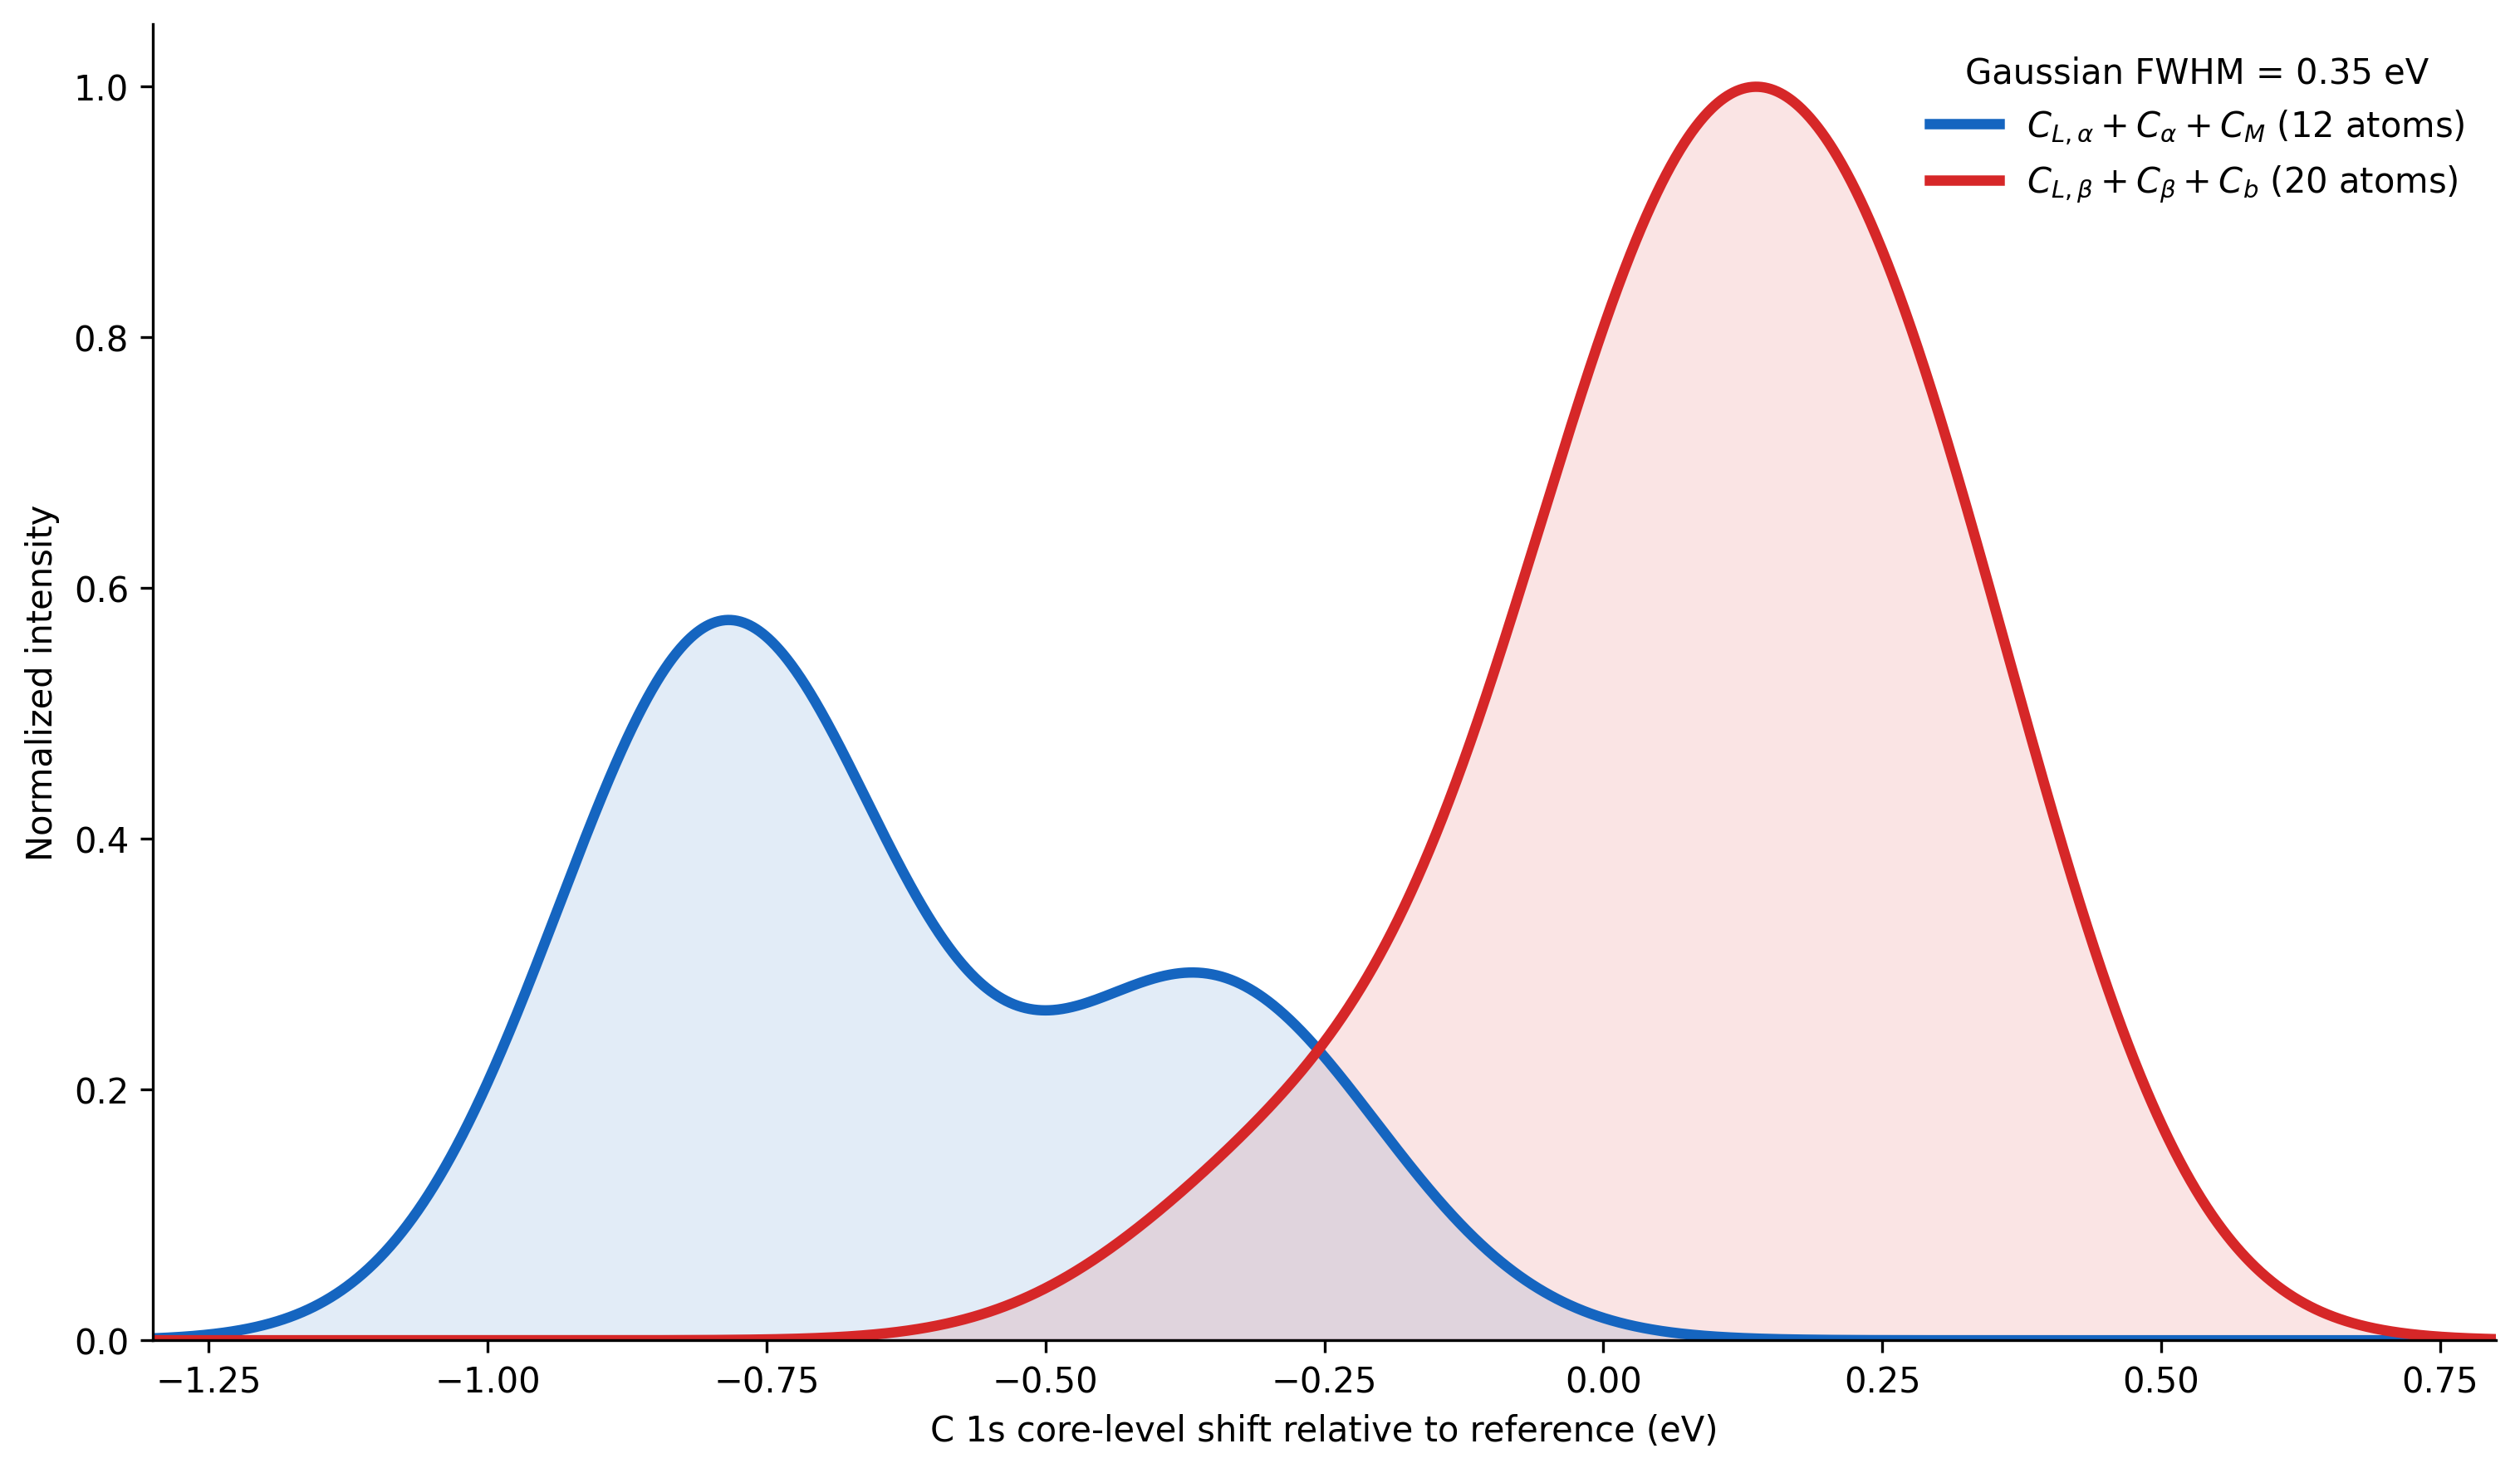 Gaussian FWHM = 0.35 eV
C_{L,α} + C_α + C_M (12 atoms)
C_{L,β} + C_β + C_b (20 atoms)
Normalized intensity
1.0
0.8
0.6
0.4
0.2
0.0
−1.25 −1.00 −0.75 −0.50 −0.25 0.00 0.25 0.50 0.75
C 1s core-level shift relative to reference (eV)